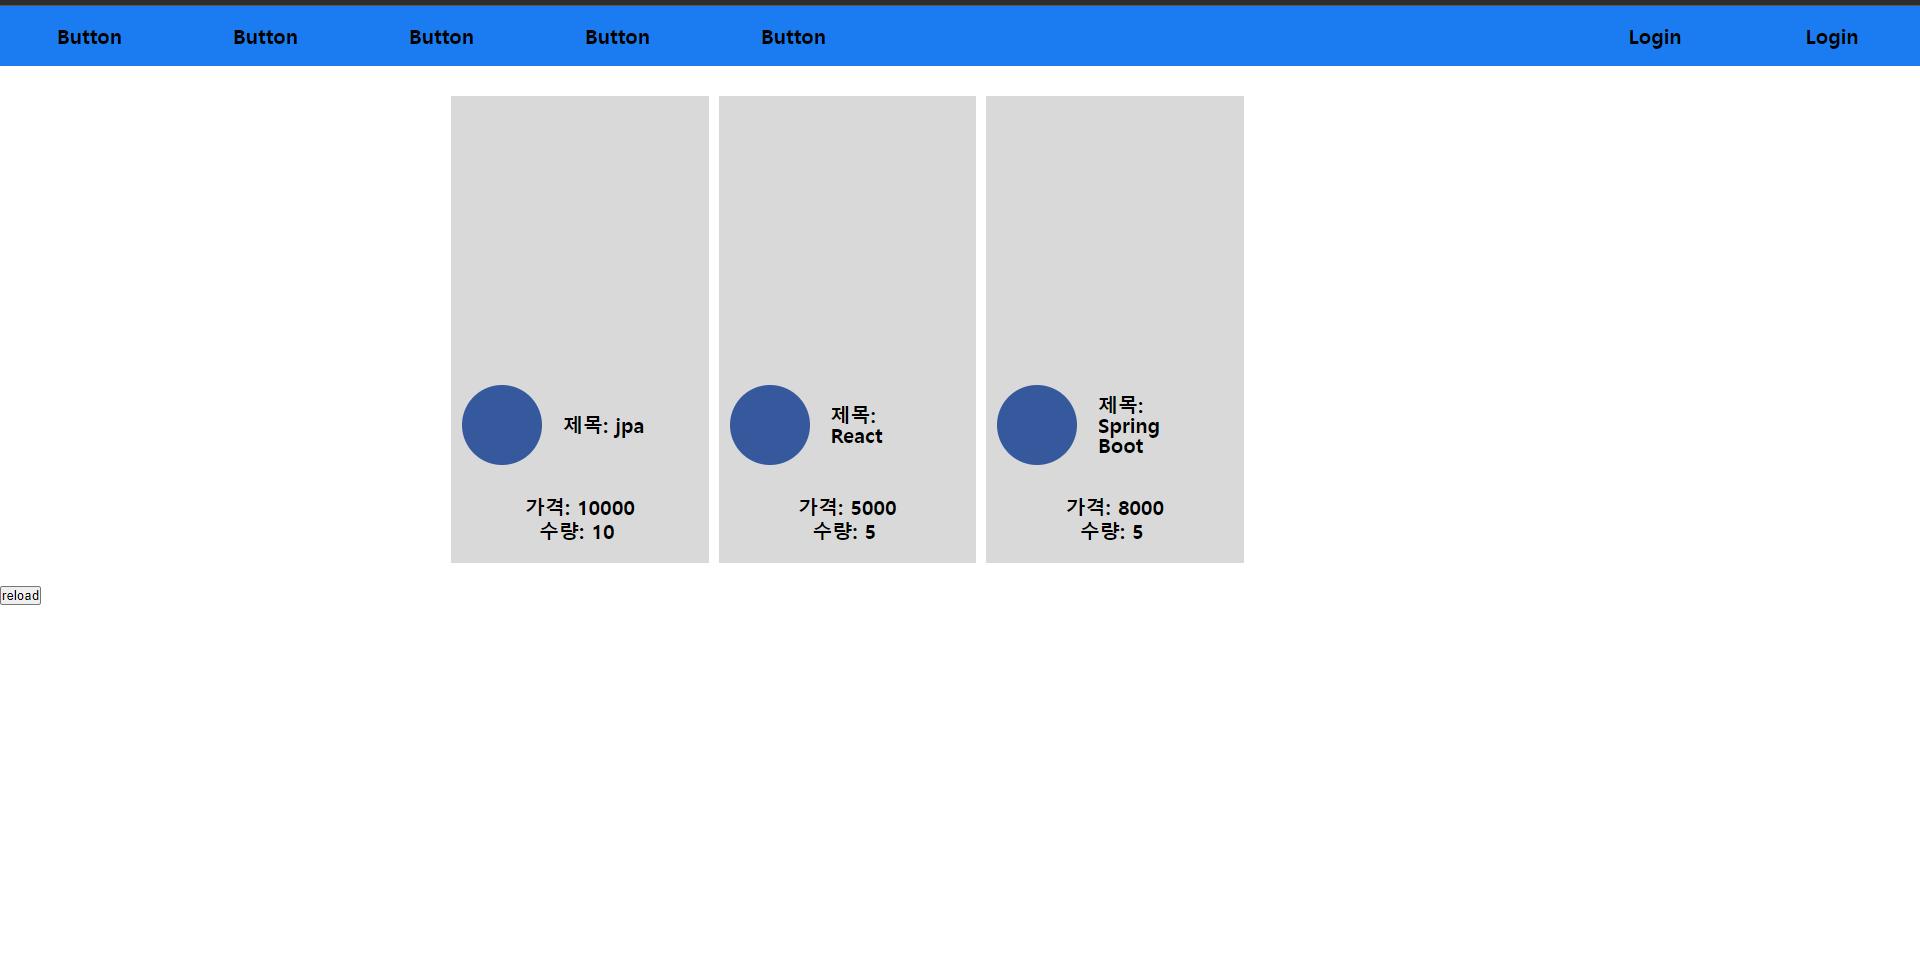 Button Button Button Button Button Login Login
제목: jpa
가격: 10000
수량: 10
제목:
React
가격: 5000
수량: 5
제목:
Spring
Boot
가격: 8000
수량: 5
reload